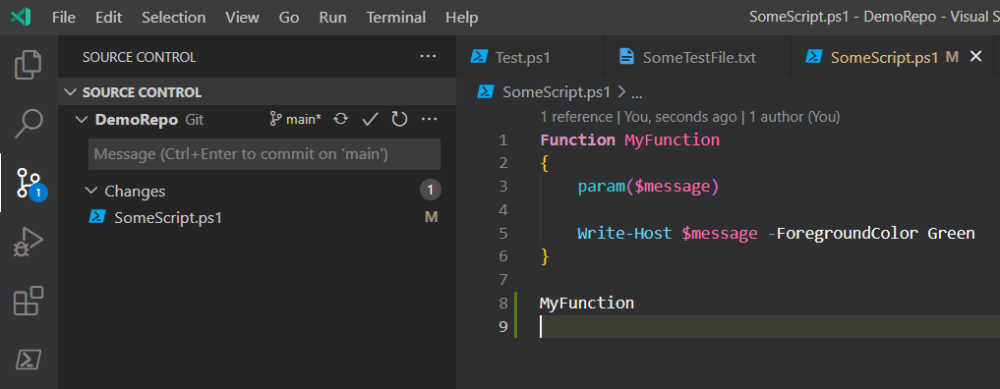 File Edit Selection View Go Run Terminal Help SomeScript.ps1 - DemoRepo - Visual S
SOURCE CONTROL ...
SOURCE CONTROL
DemoRepo Git main* ...
Message (Ctrl+Enter to commit on 'main')
Changes 1
SomeScript.ps1 M
1
Test.ps1 SomeTestFile.txt SomeScript.ps1 M
SomeScript.ps1 > ...
1 reference | You, seconds ago | 1 author (You)
1 Function MyFunction
2 {
3 param($message)
4
5 Write-Host $message -ForegroundColor Green
6 }
7
8 MyFunction
9